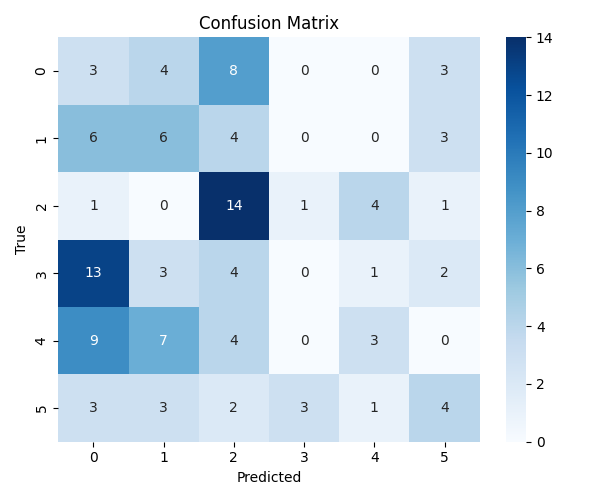 Confusion Matrix
0 3 4 8 0 0 3
1 6 6 4 0 0 3
2 1 0 14 1 4 1
3 13 3 4 0 1 2
4 9 7 4 0 3 0
5 3 3 2 3 1 4
0 1 2 3 4 5
True
Predicted
14
12
10
8
6
4
2
0